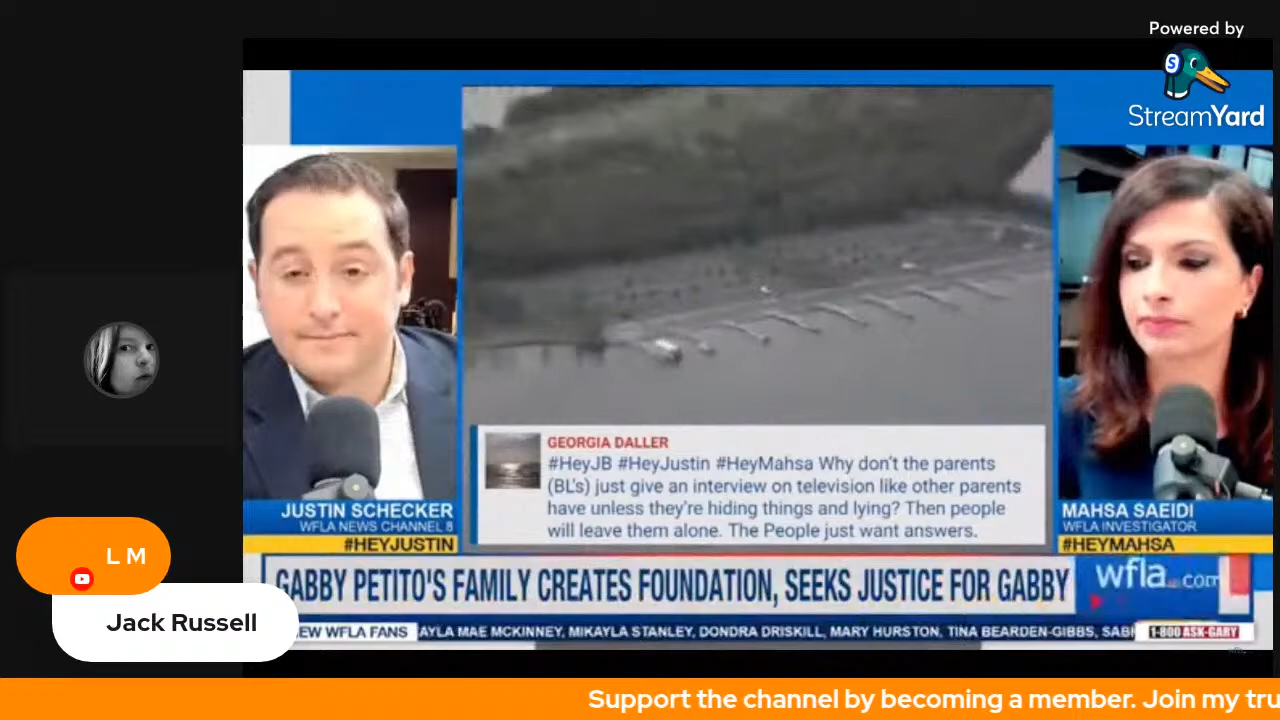 Powered by
StreamYard
GEORGIA DALLER
#HeyJB #HeyJustin #HeyMahsa Why don't the parents
(BL's) just give an interview on television like other parents
have unless they're hiding things and lying? Then people
will leave them alone. The People just want answers.
JUSTIN SCHECKER
WFLA NEWS CHANNEL 8
#HEYJUSTIN
MAHSA SAEIDI
WFLA INVESTIGATOR
#HEYMAHSA
GABBY PETITO'S FAMILY CREATES FOUNDATION, SEEKS JUSTICE FOR GABBY
wfla.com
EW WFLA FANS
AYLA MAE MCKINNEY, MIKAYLA STANLEY, DONDRA DRISKILL, MARY HURSTON, TINA BEARDEN-GIBBS, SAB
1-800 ASK-GARY
L M
Jack Russell
Support the channel by becoming a member. Join my tru